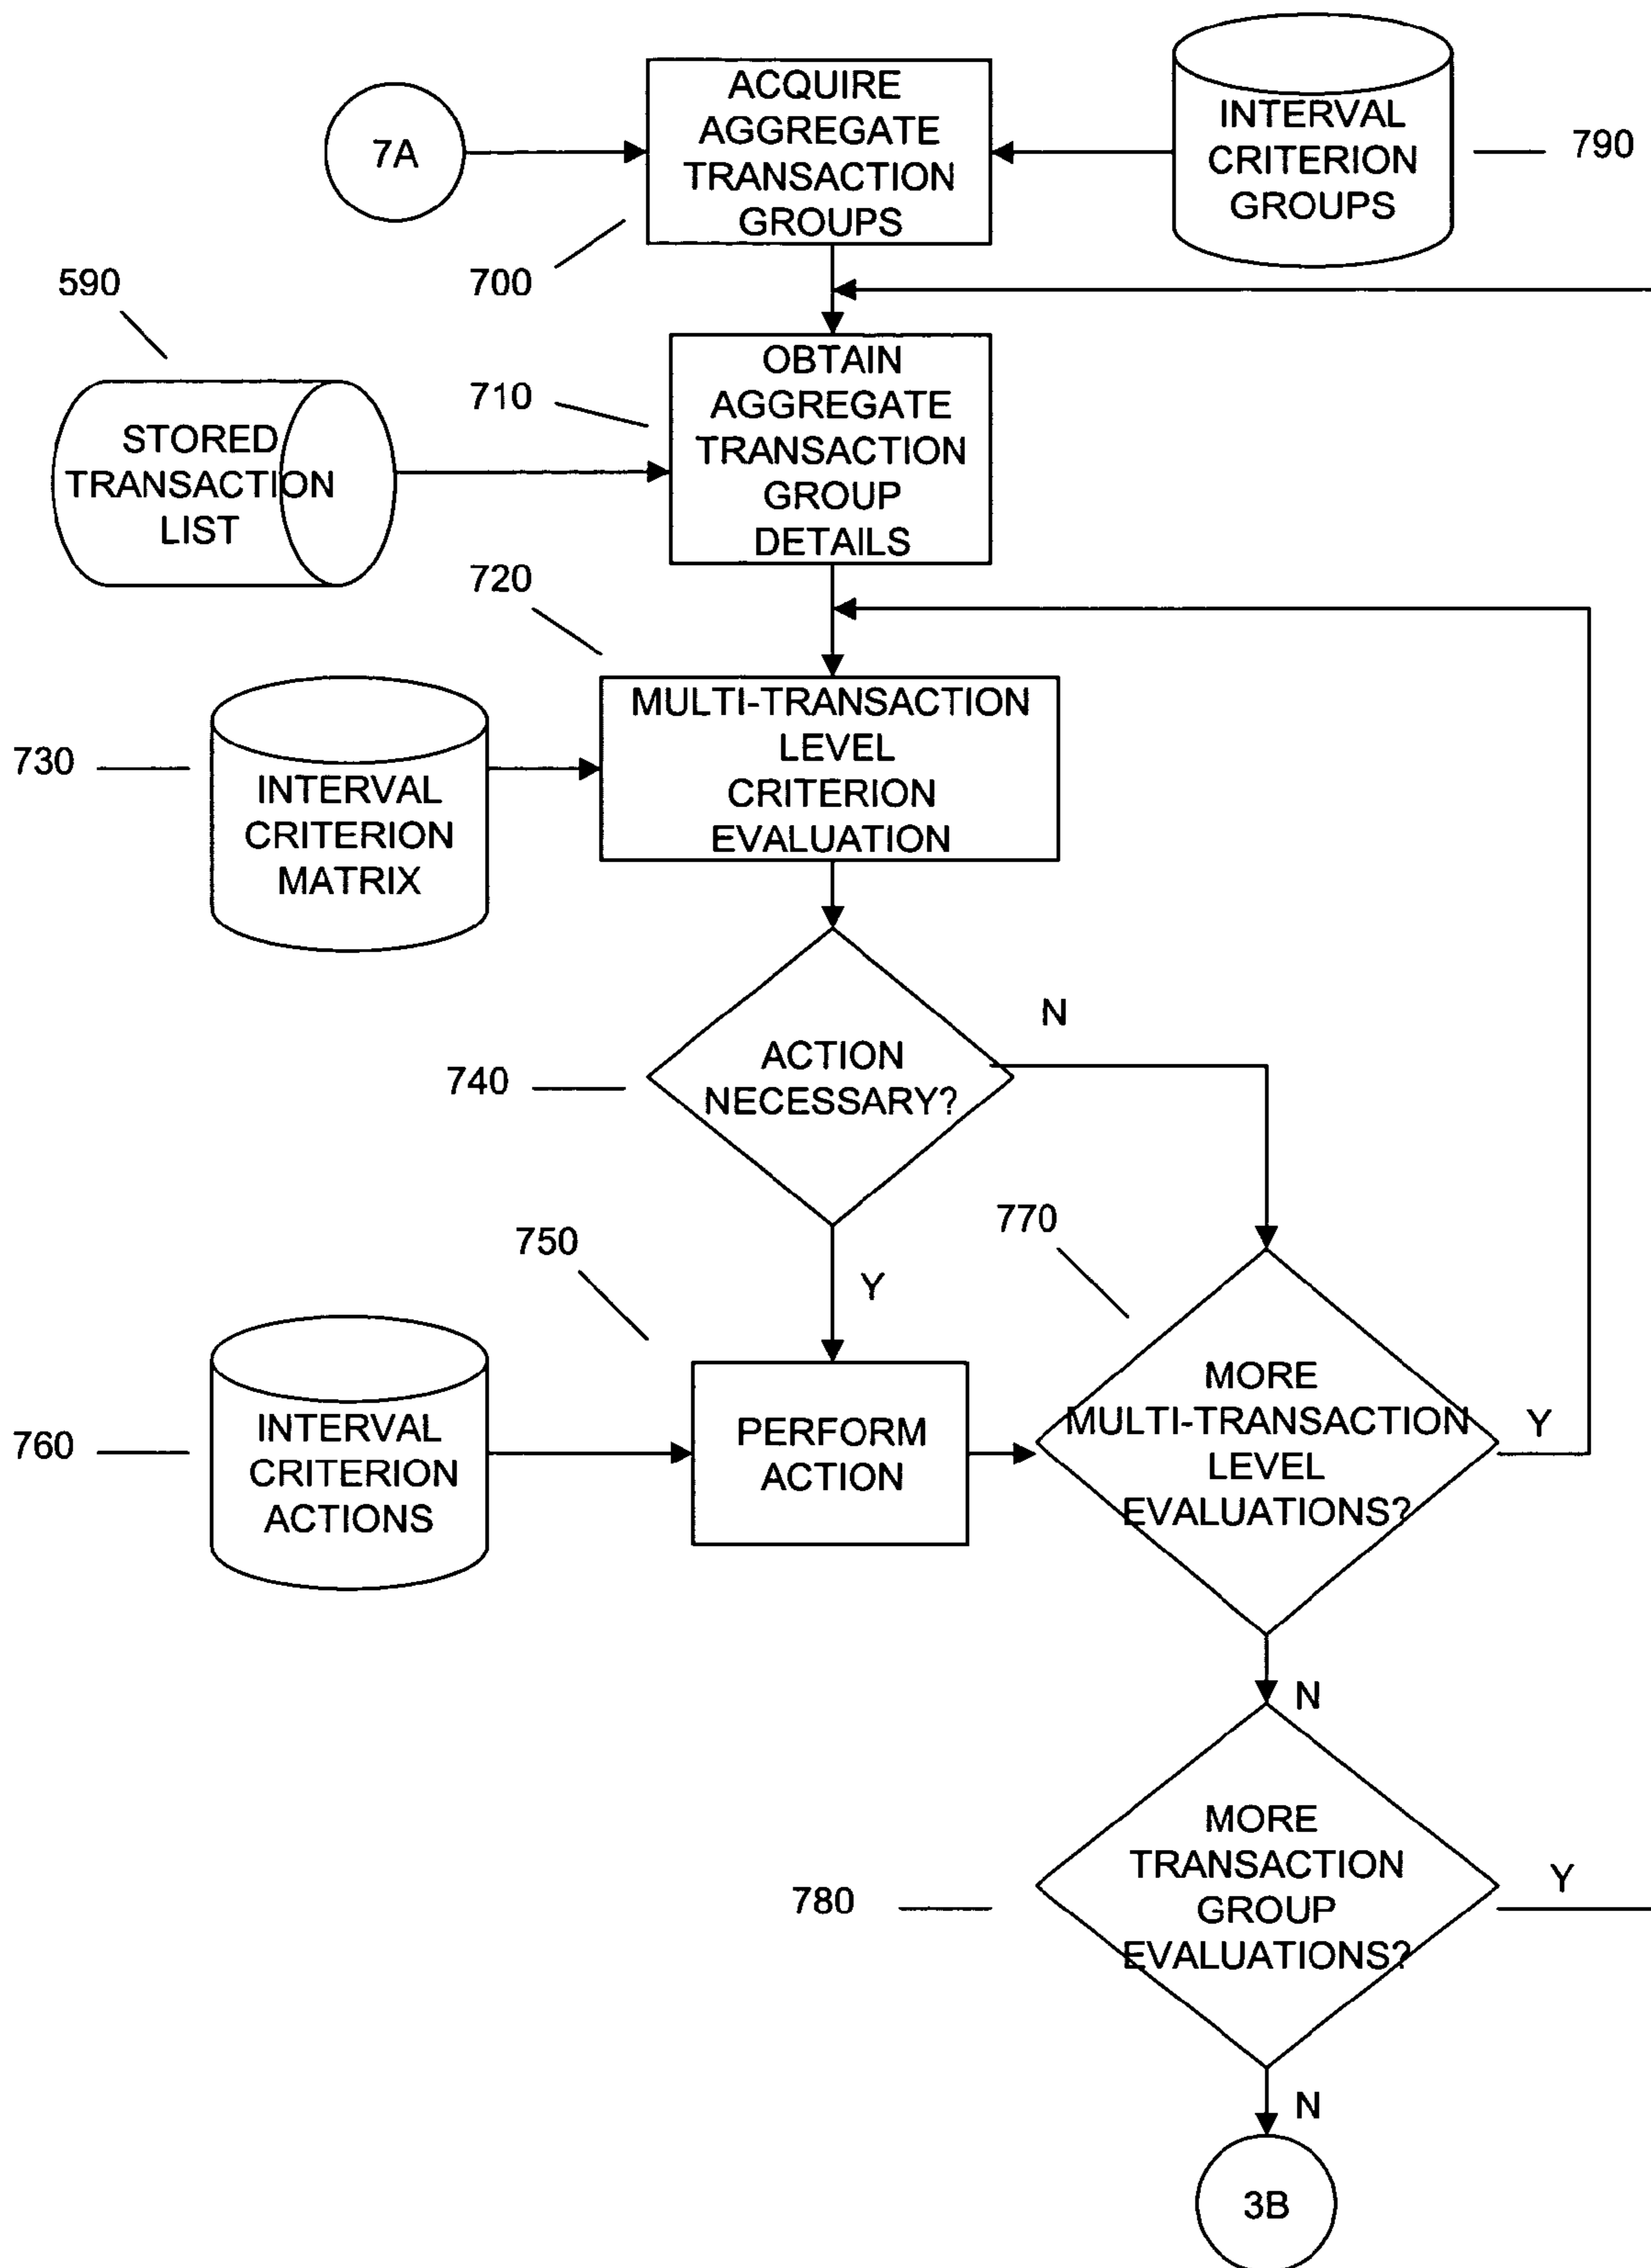 ACQUIRE
AGGREGATE
TRANSACTION
GROUPS
7A
INTERVAL
CRITERION
GROUPS
790
700
590
OBTAIN
AGGREGATE
TRANSACTION
GROUP
DETAILS
710
STORED
TRANSACTION
LIST
720
MULTI-TRANSACTION
LEVEL
CRITERION
EVALUATION
730
INTERVAL
CRITERION
MATRIX
N
ACTION
NECESSARY?
740
770
750
Y
MORE
MULTI-TRANSACTION
LEVEL
EVALUATIONS?
Y
PERFORM
ACTION
760
INTERVAL
CRITERION
ACTIONS
N
MORE
TRANSACTION
GROUP
EVALUATIONS?
Y
780
N
3B